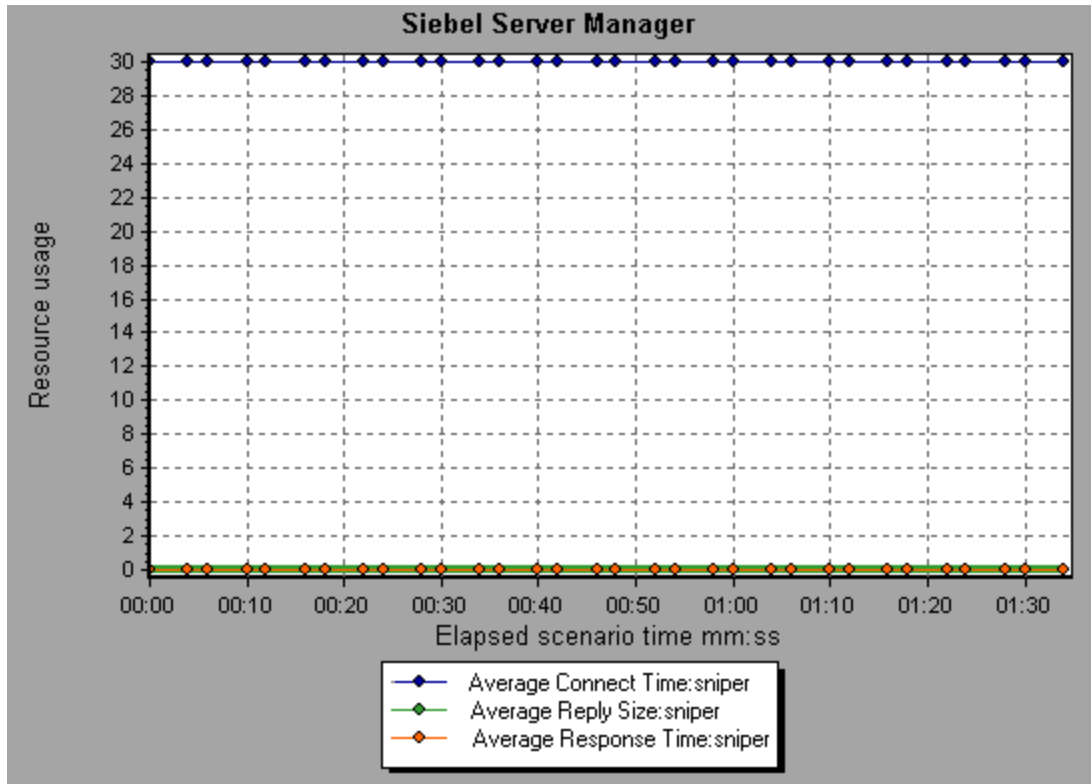 Siebel Server Manager
30
28
26
24
22
20
18
16
14
12
10
8
6
4
2
0
Resource usage
00:00 00:10 00:20 00:30 00:40 00:50 01:00 01:10 01:20 01:30
Elapsed scenario time mm:ss
Average Connect Time:sniper
Average Reply Size:sniper
Average Response Time:sniper